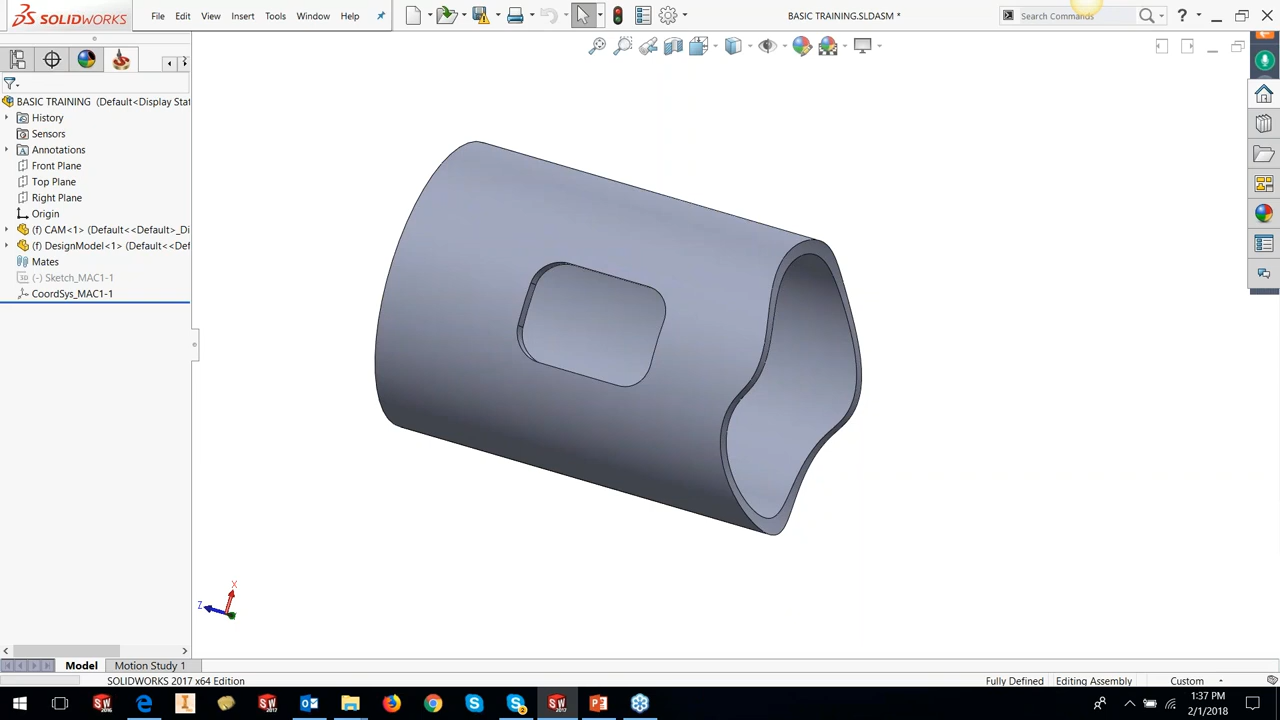 SOLIDWORKS File Edit View Insert Tools Window Help BASIC TRAINING.SLDASM * Search Commands ?
BASIC TRAINING (Default<Display Stat
History
Sensors
Annotations
Front Plane
Top Plane
Right Plane
Origin
(f) CAM<1> (Default<<Default>_Di
(f) DesignModel<1> (Default<<Def
Mates
(-) Sketch_MAC1-1
CoordSys_MAC1-1
X
Z
Model Motion Study 1
SOLIDWORKS 2017 x64 Edition Fully Defined Editing Assembly Custom
1:37 PM
2/1/2018